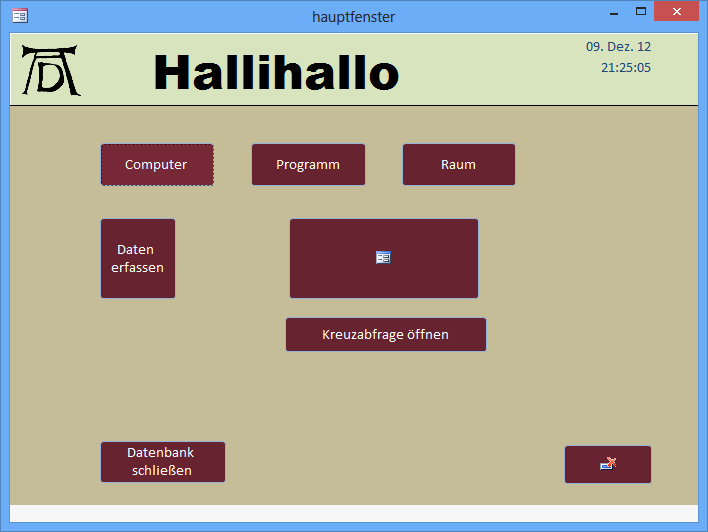 hauptfenster
Hallihallo
09. Dez. 12
21:25:05
Computer
Programm
Raum
Daten
erfassen
Kreuzabfrage öffnen
Datenbank
schließen